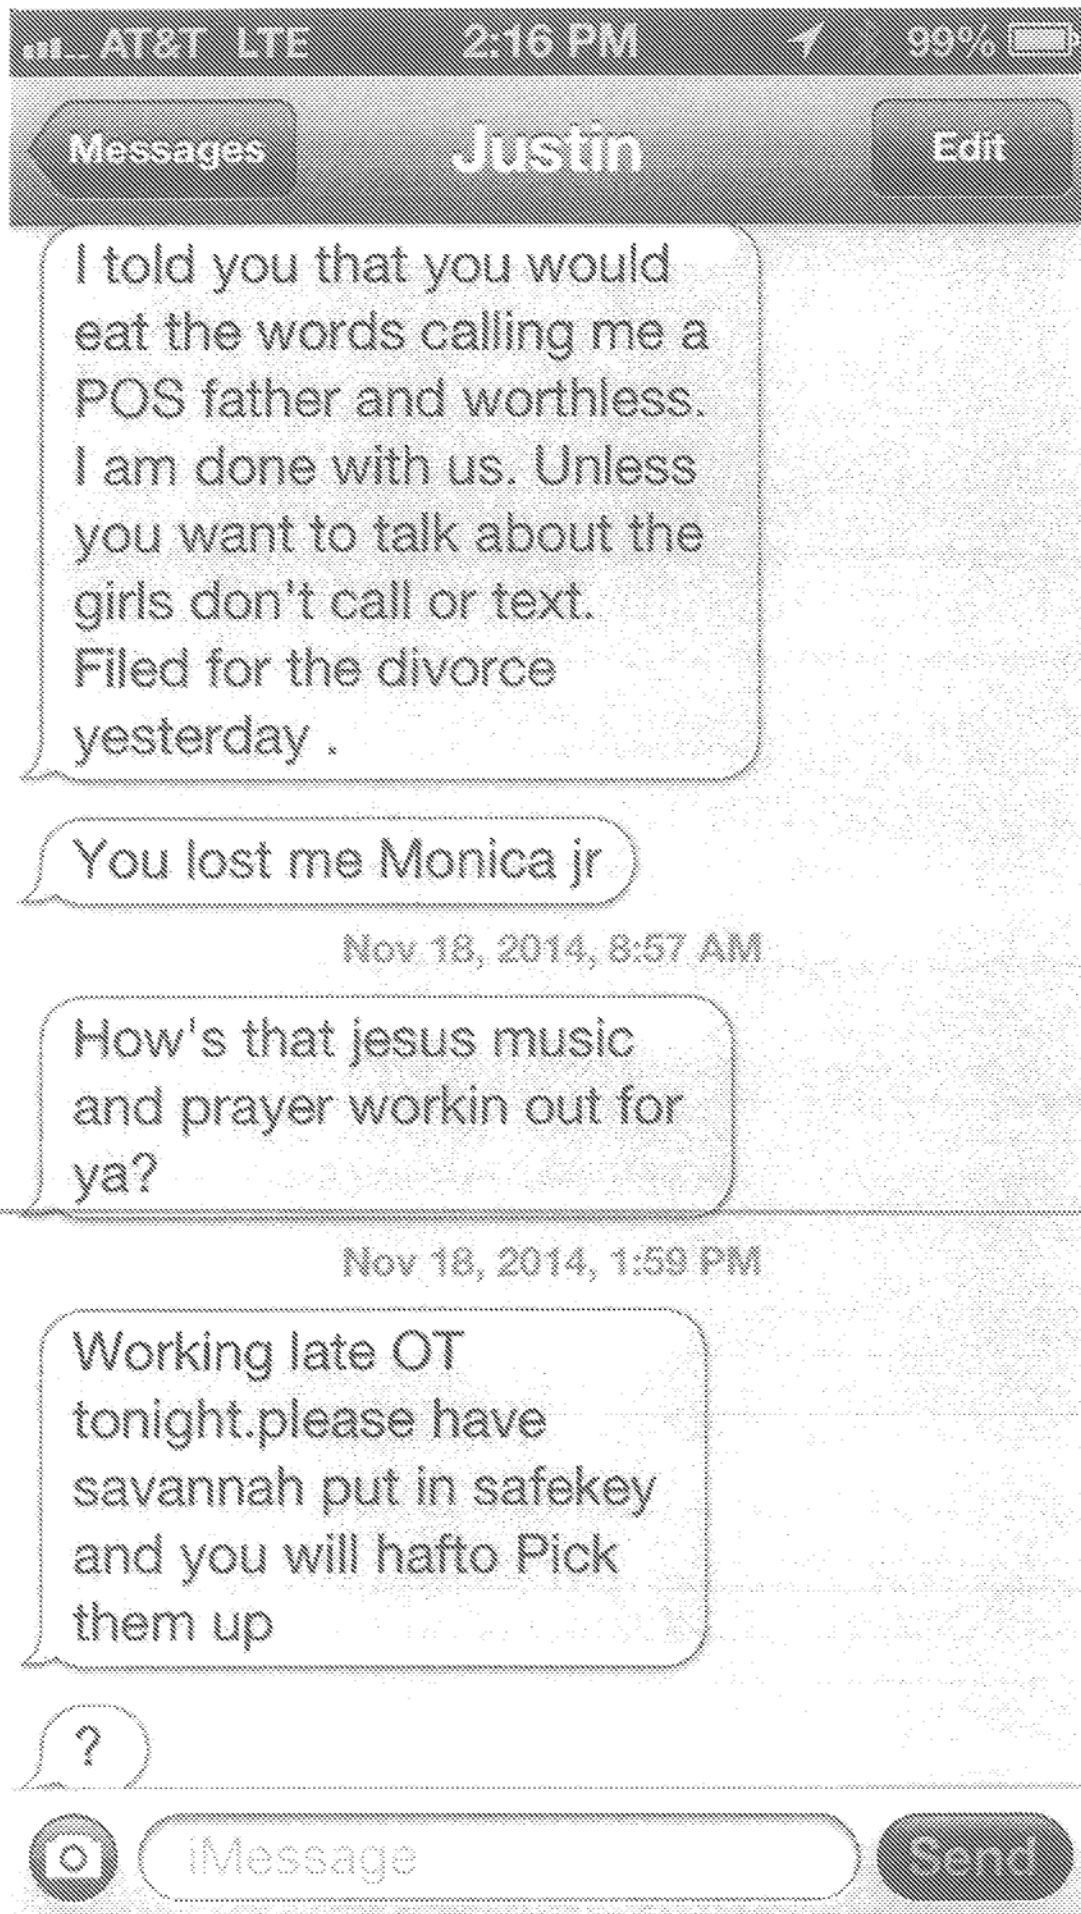 AT&T LTE 2:16 PM 99%
Messages Justin Edit
I told you that you would
eat the words calling me a
POS father and worthless.
I am done with us. Unless
you want to talk about the
girls don't call or text.
Filed for the divorce
yesterday .
You lost me Monica jr
Nov 18, 2014, 8:57 AM
How's that jesus music
and prayer workin out for
ya?
Nov 18, 2014, 1:59 PM
Working late OT
tonight.please have
savannah put in safekey
and you will hafto Pick
them up
?
iMessage Send